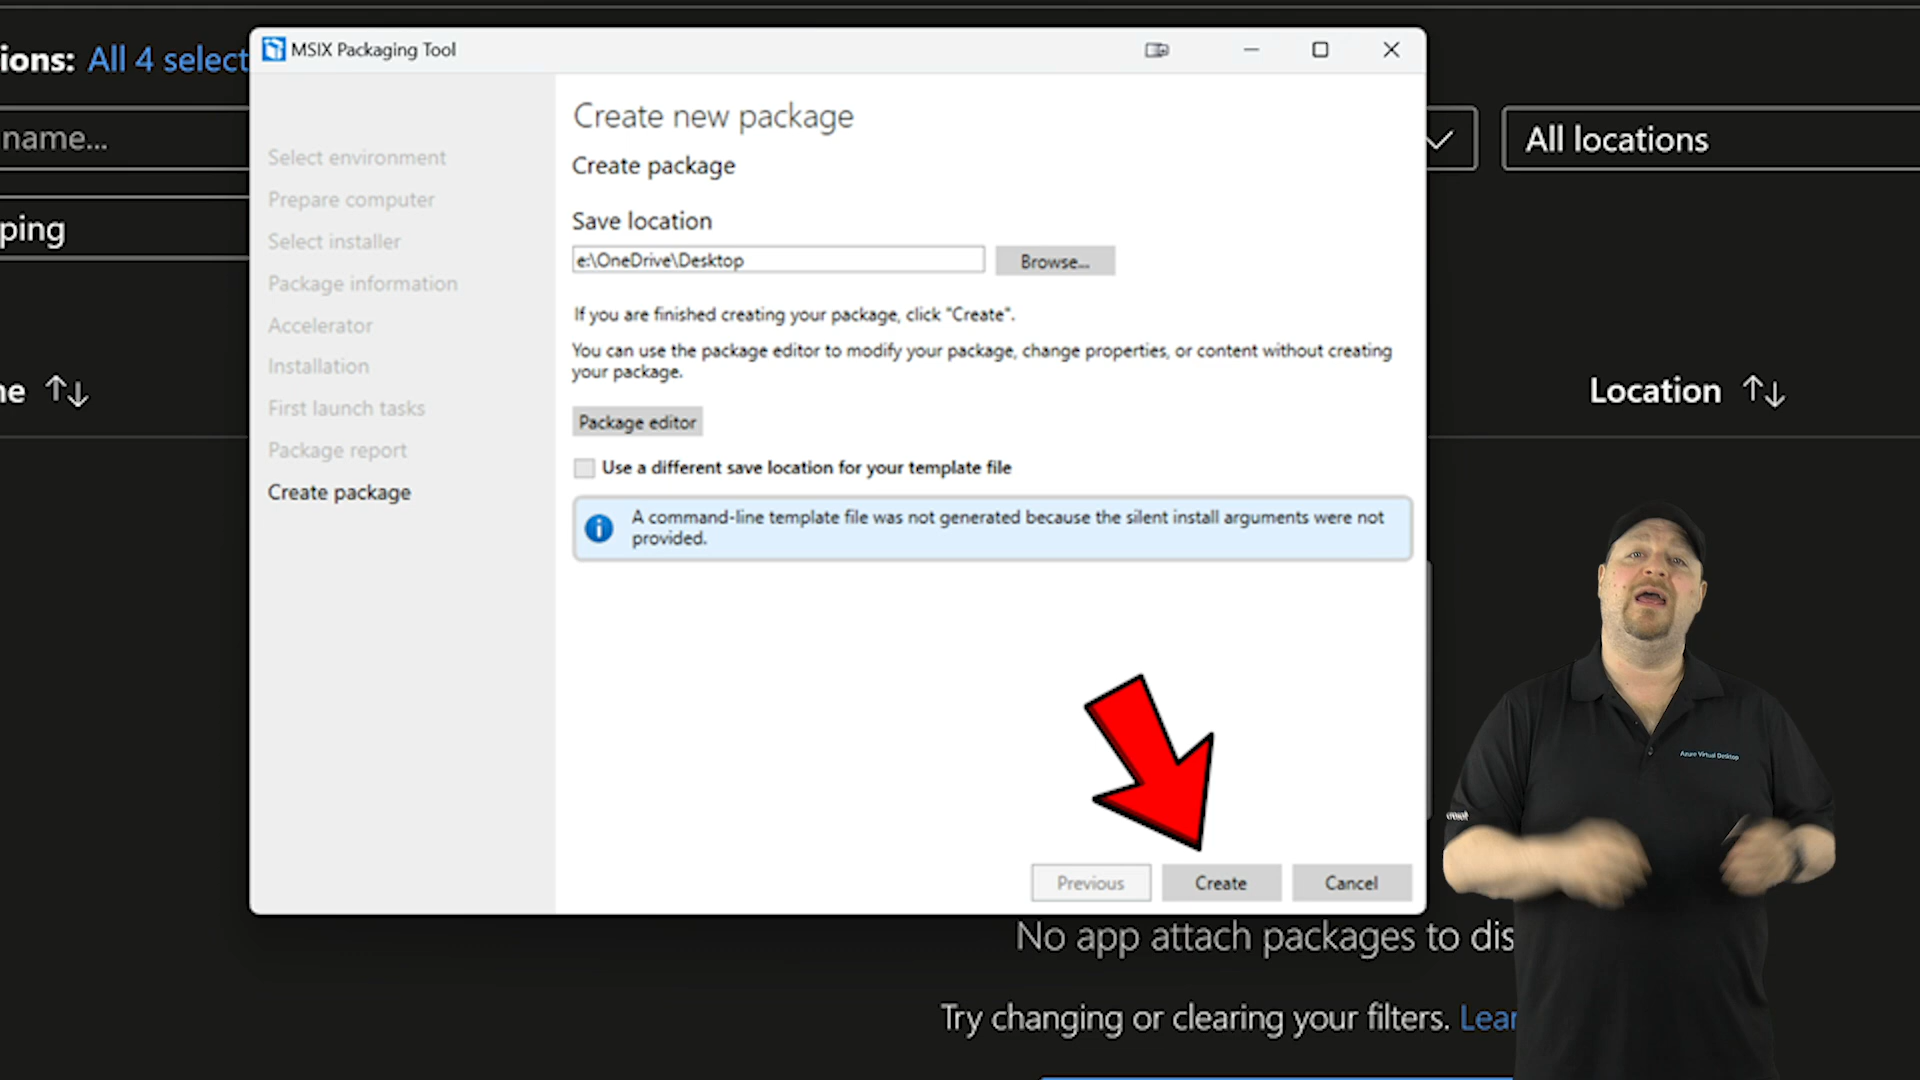 ions: All 4 select
name...
ping
ne
All locations
Location
MSIX Packaging Tool
Select environment
Prepare computer
Select installer
Package information
Accelerator
Installation
First launch tasks
Package report
Create package
Create new package
Create package
Save location
e:\OneDrive\Desktop
Browse...
If you are finished creating your package, click "Create".
You can use the package editor to modify your package, change properties, or content without creating
your package.
Package editor
Use a different save location for your template file
A command-line template file was not generated because the silent install arguments were not
provided.
Previous
Create
Cancel
No app attach packages to dis
Try changing or clearing your filters. Lear
Azure Virtual Desktop